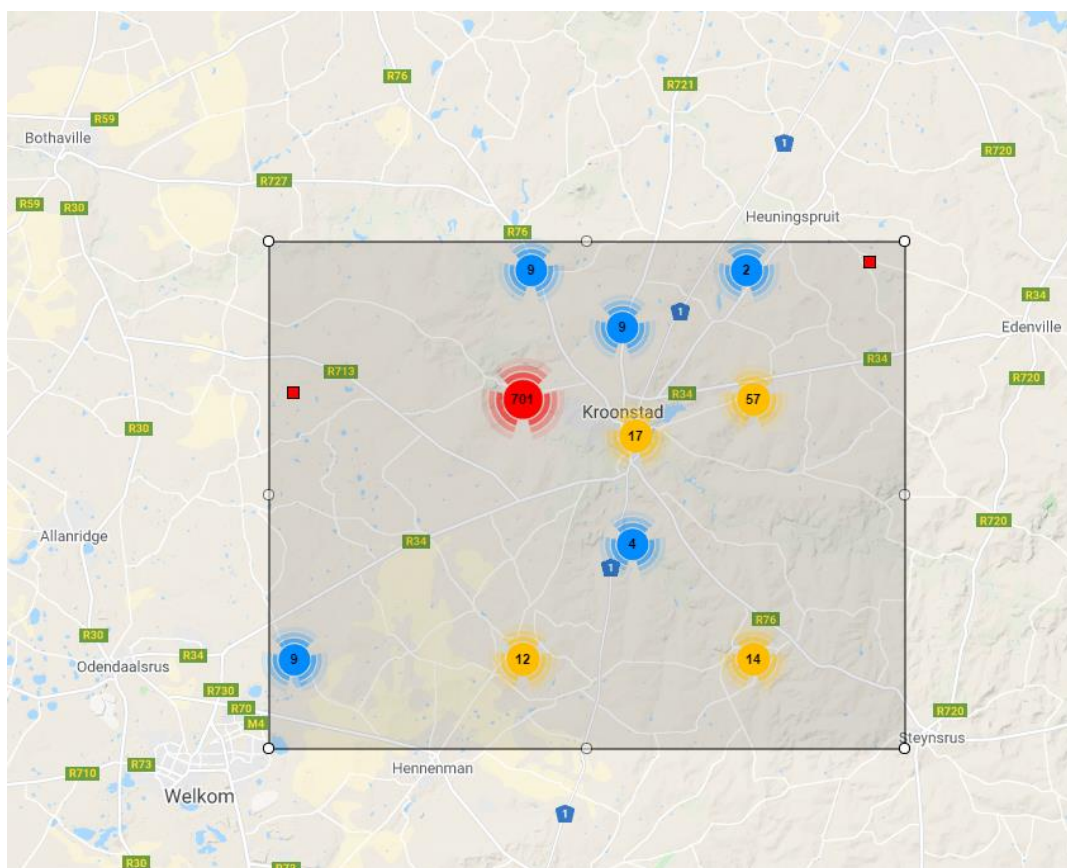 R76
R721
R59
Bothaville
1
R720
R727
R59
R30
Heuningspruit
R76
9
2
R34
1
9
Edenville
R34
R713
R720
701
R34
57
Kroonstad
R30
17
R720
Allanridge
R34
4
1
R76
R30
R34
9
12
14
Odendaalsrus
R730
R70
R720
M4
Steynsrus
R73
R710
Hennenman
Welkom
1
R30